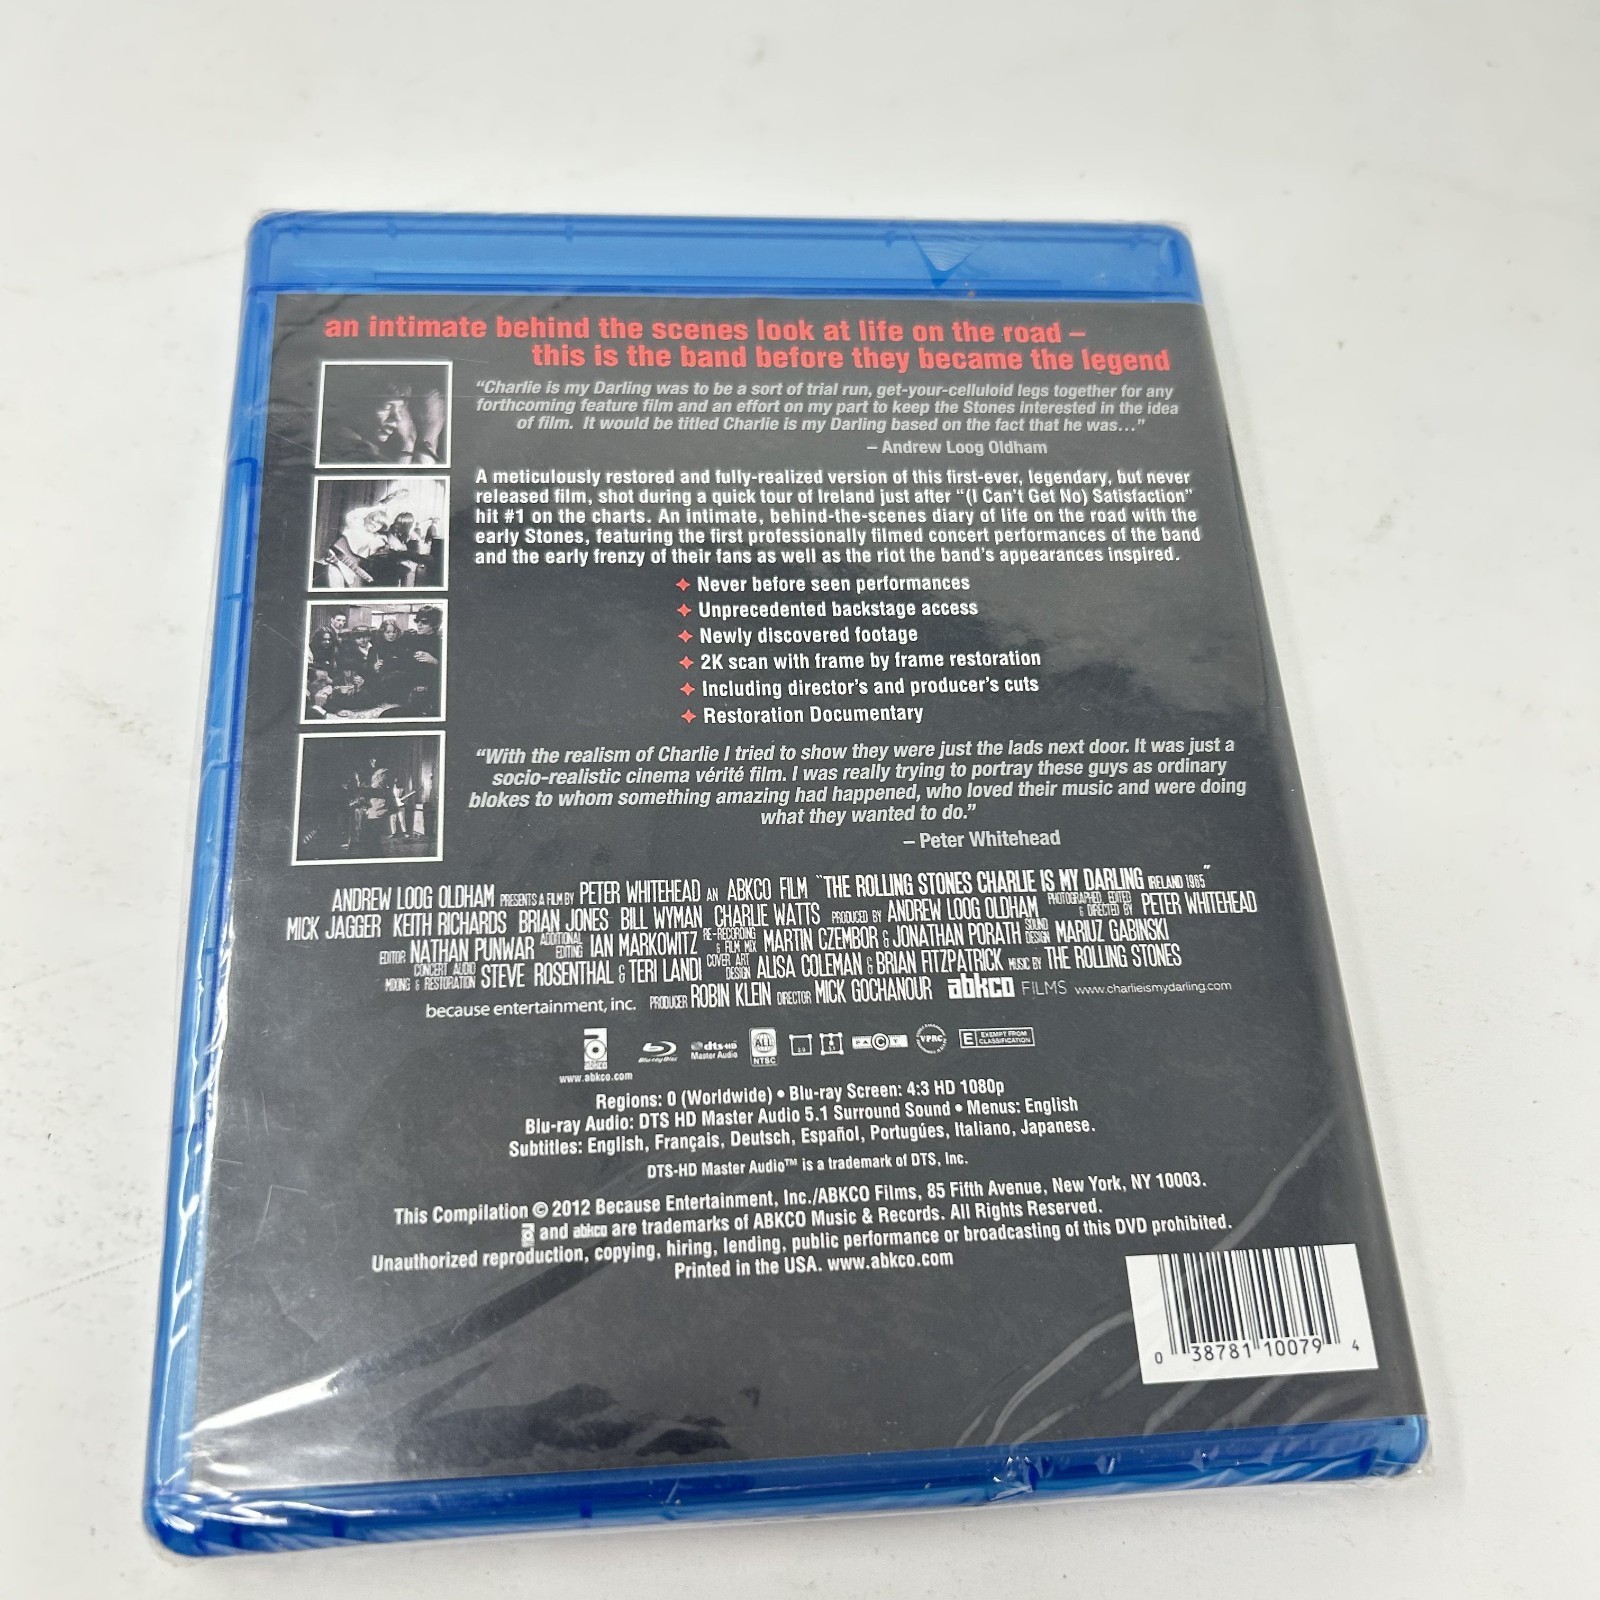 an intimate behind the scenes look at life on the road –
this is the band before they became the legend
“Charlie is my Darling was to be a sort of trial run, get-your-celluloid legs together for any
forthcoming feature film and an effort on my part to keep the Stones interested in the idea
of film. It would be titled Charlie is my Darling based on the fact that he was…”
– Andrew Loog Oldham
A meticulously restored and fully-realized version of this first-ever, legendary, but never
released film, shot during a quick tour of Ireland just after “(I Can’t Get No) Satisfaction”
hit #1 on the charts. An intimate, behind-the-scenes diary of life on the road with the
early Stones, featuring the first professionally filmed concert performances of the band
and the early frenzy of their fans as well as the riot the band’s appearances inspired.
Never before seen performances
Unprecedented backstage access
Newly discovered footage
2K scan with frame by frame restoration
Including director’s and producer’s cuts
Restoration Documentary
“With the realism of Charlie I tried to show they were just the lads next door. It was just a
socio-realistic cinema vérité film. I was really trying to portray these guys as ordinary
blokes to whom something amazing had happened, who loved their music and were doing
what they wanted to do.”
– Peter Whitehead
ANDREW LOOG OLDHAM PRESENTS A FILM BY PETER WHITEHEAD AN ABKCO FILM “THE ROLLING STONES CHARLIE IS MY DARLING IRELAND 1965”
MICK JAGGER KEITH RICHARDS BRIAN JONES BILL WYMAN CHARLIE WATTS PRODUCED BY ANDREW LOOG OLDHAM PHOTOGRAPHED, EDITED & DIRECTED BY PETER WHITEHEAD
EDITOR NATHAN PUNWAR ADDITIONAL EDITING IAN MARKOWITZ RE-RECORDING & FILM MIX MARTIN CZEMBOR & JONATHAN PORATH SOUND DESIGN MARIUZ GABINSKI
CONCERT AUDIO MIXING & RESTORATION STEVE ROSENTHAL & TERI LANDI COVER ART DESIGN ALISA COLEMAN & BRIAN FITZPATRICK MUSIC BY THE ROLLING STONES
because entertainment, inc. PRODUCER ROBIN KLEIN DIRECTOR MICK GOCHANOUR abkco FILMS www.charlieismydarling.com
abkco Blu-ray Disc dts-HD Master Audio ALL NTSC 2.0 5.1 FACT VPRC E EXEMPT FROM CLASSIFICATION
www.abkco.com
Regions: 0 (Worldwide) • Blu-ray Screen: 4:3 HD 1080p
Blu-ray Audio: DTS HD Master Audio 5.1 Surround Sound • Menus: English
Subtitles: English, Français, Deutsch, Español, Portugúes, Italiano, Japanese.
DTS-HD Master Audio™ is a trademark of DTS, Inc.
This Compilation © 2012 Because Entertainment, Inc./ABKCO Films, 85 Fifth Avenue, New York, NY 10003.
a and abkco are trademarks of ABKCO Music & Records. All Rights Reserved.
Unauthorized reproduction, copying, hiring, lending, public performance or broadcasting of this DVD prohibited.
Printed in the USA. www.abkco.com
0 38781 10079 4